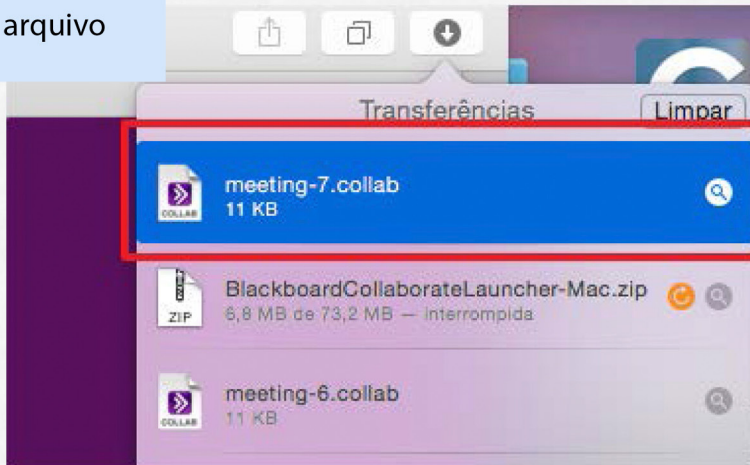 arquivo
Transferências
Limpar
meeting-7.collab
11 KB
COLLAB
BlackboardCollaborateLauncher-Mac.zip
6,8 MB de 73,2 MB — Interrompida
ZIP
meeting-6.collab
11 KB
COLLAB